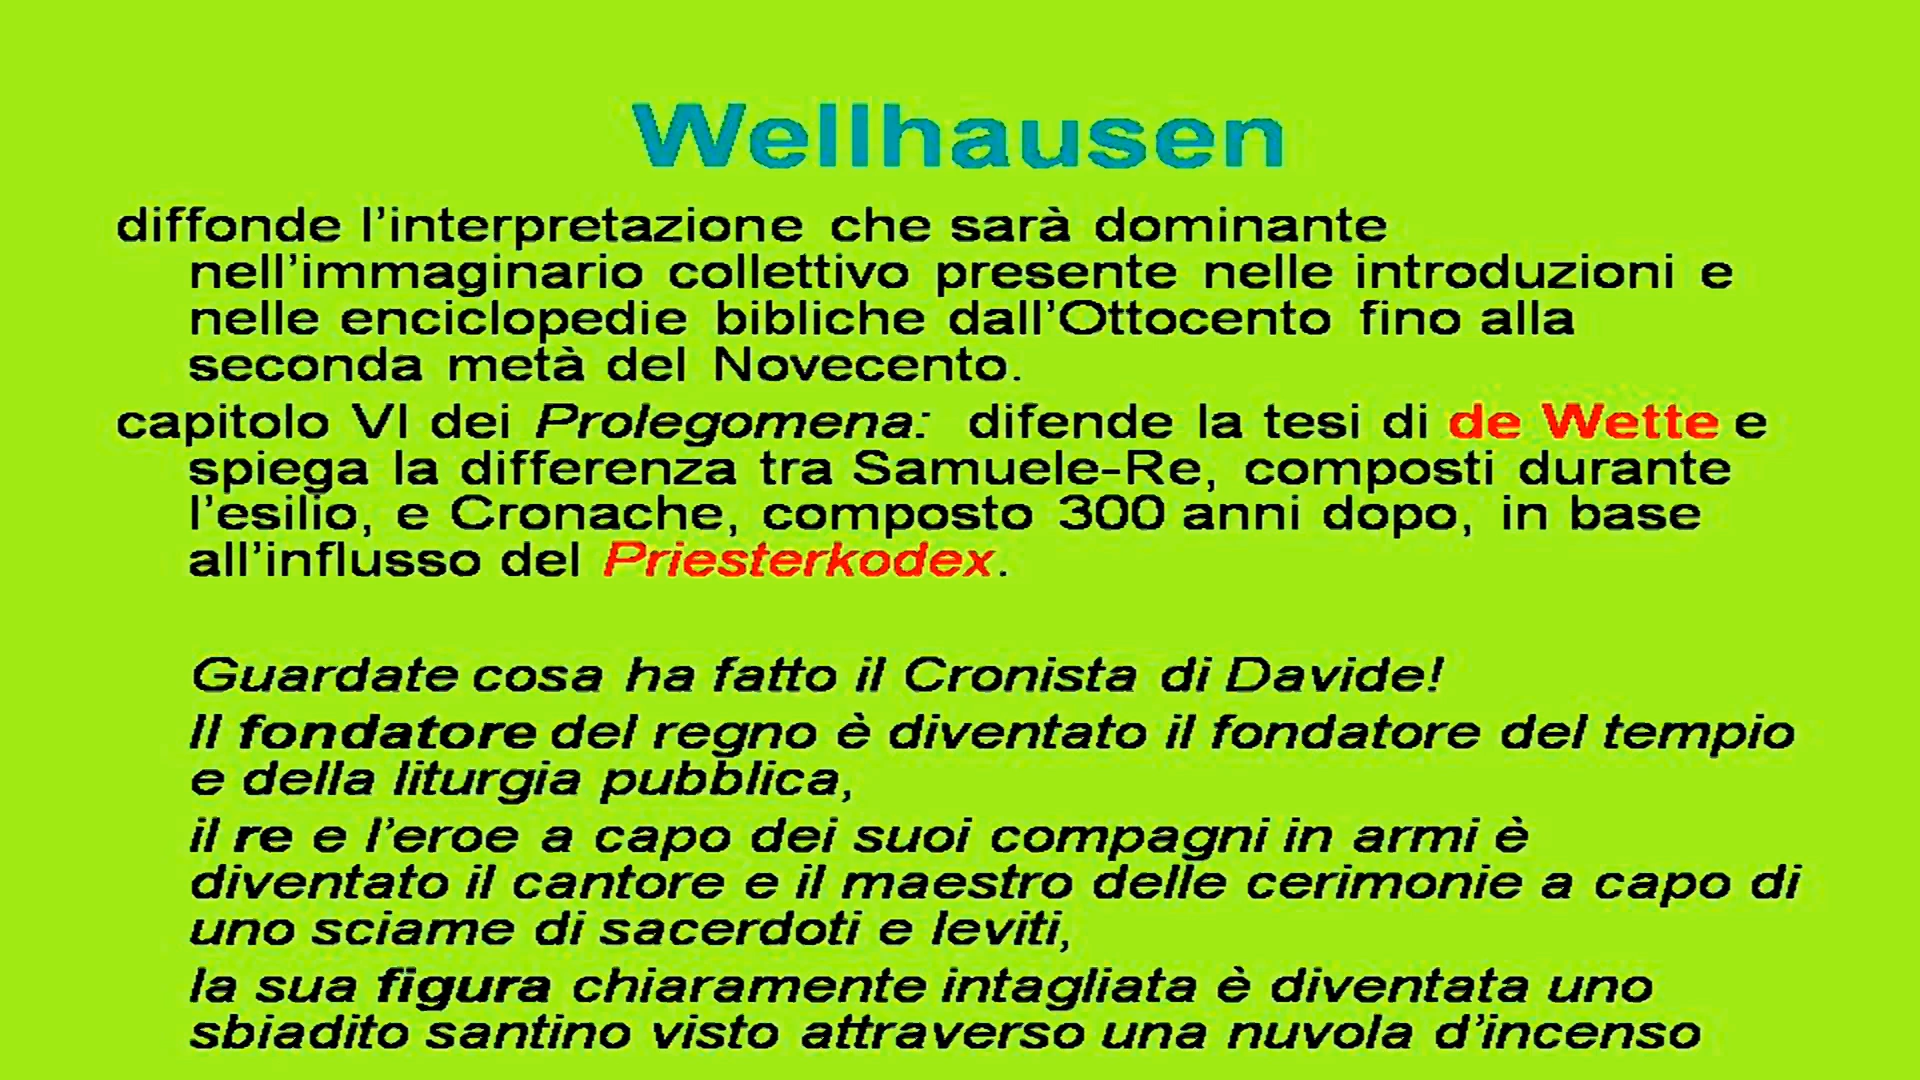 Wellhausen
diffonde l’interpretazione che sarà dominante
nell’immaginario collettivo presente nelle introduzioni e
nelle enciclopedie bibliche dall’Ottocento fino alla
seconda metà del Novecento.
capitolo VI dei Prolegomena: difende la tesi di de Wette e
spiega la differenza tra Samuele-Re, composti durante
l’esilio, e Cronache, composto 300 anni dopo, in base
all’influsso del Priesterkodex.
Guardate cosa ha fatto il Cronista di Davide!
Il fondatore del regno è diventato il fondatore del tempio
e della liturgia pubblica,
il re e l’eroe a capo dei suoi compagni in armi è
diventato il cantore e il maestro delle cerimonie a capo di
uno sciame di sacerdoti e leviti,
la sua figura chiaramente intagliata è diventata uno
sbiadito santino visto attraverso una nuvola d’incenso